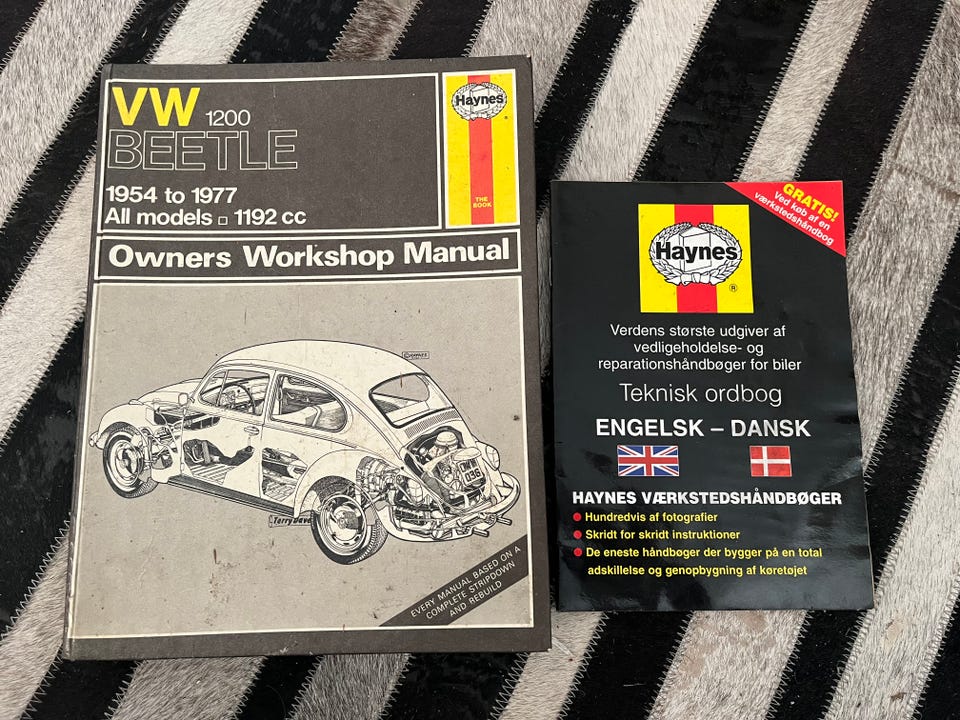 VW 1200
BEETLE
1954 to 1977
All models □ 1192 cc
Haynes
®
THE
BOOK
Owners Workshop Manual
©HAYNES
Terry Dav
EVERY MANUAL BASED ON A
COMPLETE STRIPDOWN
AND REBUILD
GRATIS!
Ved køb af en
værkstedshåndbog
Haynes
®
Verdens største udgiver af
vedligeholdelse- og
reparationshåndbøger for biler
Teknisk ordbog
ENGELSK – DANSK
HAYNES VÆRKSTEDSHÅNDBØGER
Hundredvis af fotografier
Skridt for skridt instruktioner
De eneste håndbøger der bygger på en total
adskillelse og genopbygning af køretøjet